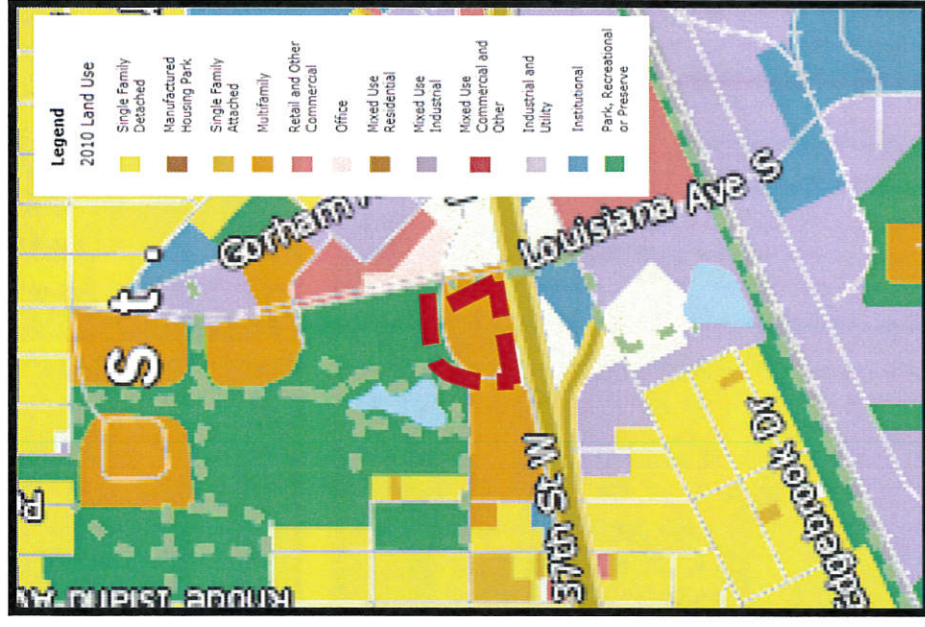 Legend
2010 Land Use
Single Family
Detached
Manufactured
Housing Park
Single Family
Attached
Multifamily
Retail and Other
Commercial
Office
Mixed Use
Residential
Mixed Use
Industrial
Mixed Use
Commercial and
Other
Industrial and
Utility
Institutional
Park, Recreational
or Preserve
St.
Gorham
Louisiana Ave S
37th St W
Edgebrook Dr
Rhode Island Av